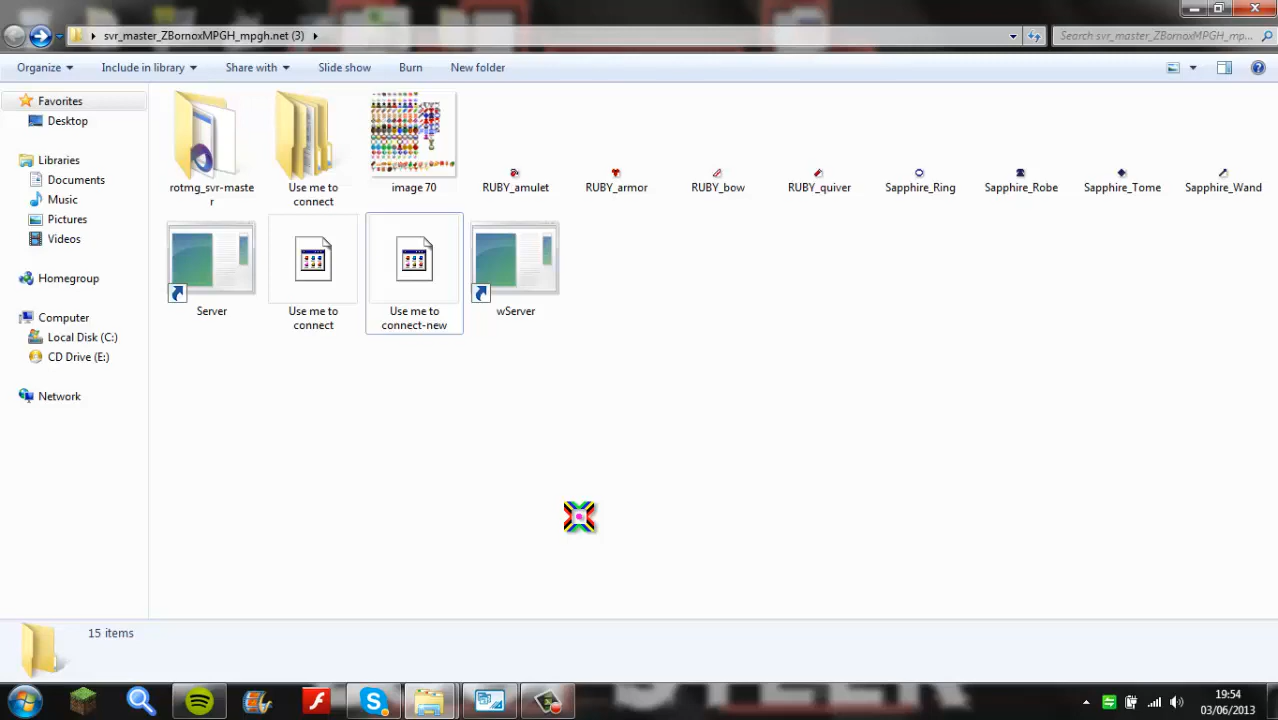 svr_master_ZBornoxMPGH_mpgh.net (3)
Search svr_master_ZBornoxMPGH_mp...
Organize
Include in library
Share with
Slide show
Burn
New folder
Favorites
Desktop
Libraries
Documents
Music
Pictures
Videos
Homegroup
Computer
Local Disk (C:)
CD Drive (E:)
Network
rotmg_svr-maste
r
Use me to
connect
image 70
RUBY_amulet
RUBY_armor
RUBY_bow
RUBY_quiver
Sapphire_Ring
Sapphire_Robe
Sapphire_Tome
Sapphire_Wand
Server
Use me to
connect
Use me to
connect-new
wServer
15 items
19:54
03/06/2013